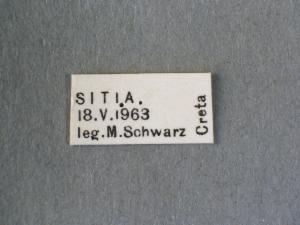 SITIA.
18.V.1963
leg.M.Schwarz
Creta